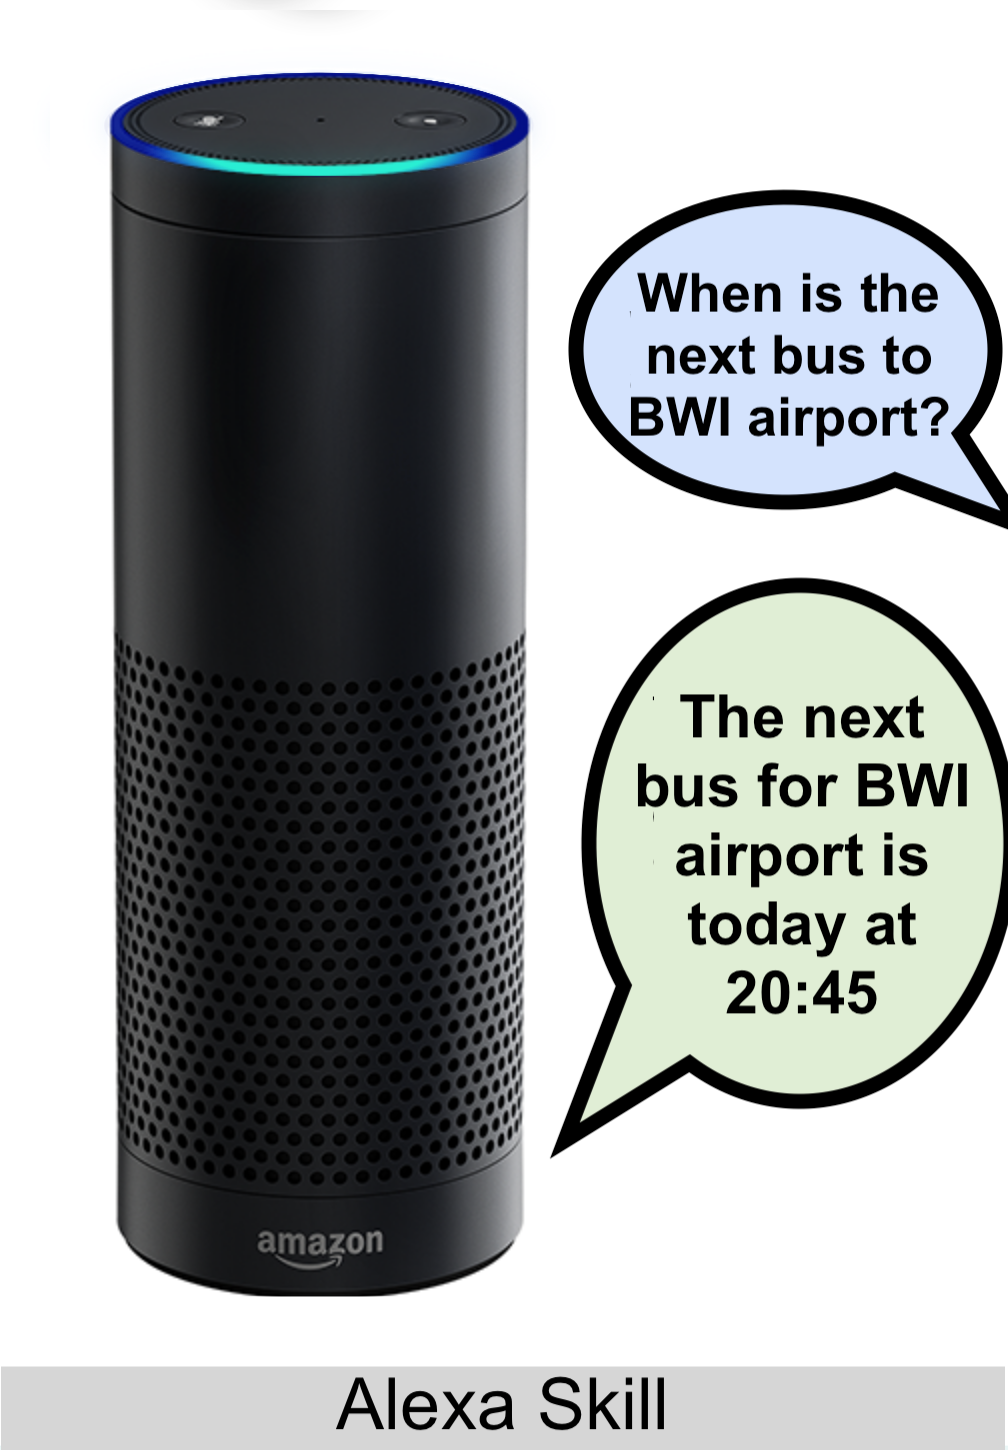 When is the
next bus to
BWI airport?
The next
bus for BWI
airport is
today at
20:45
amazon
Alexa Skill